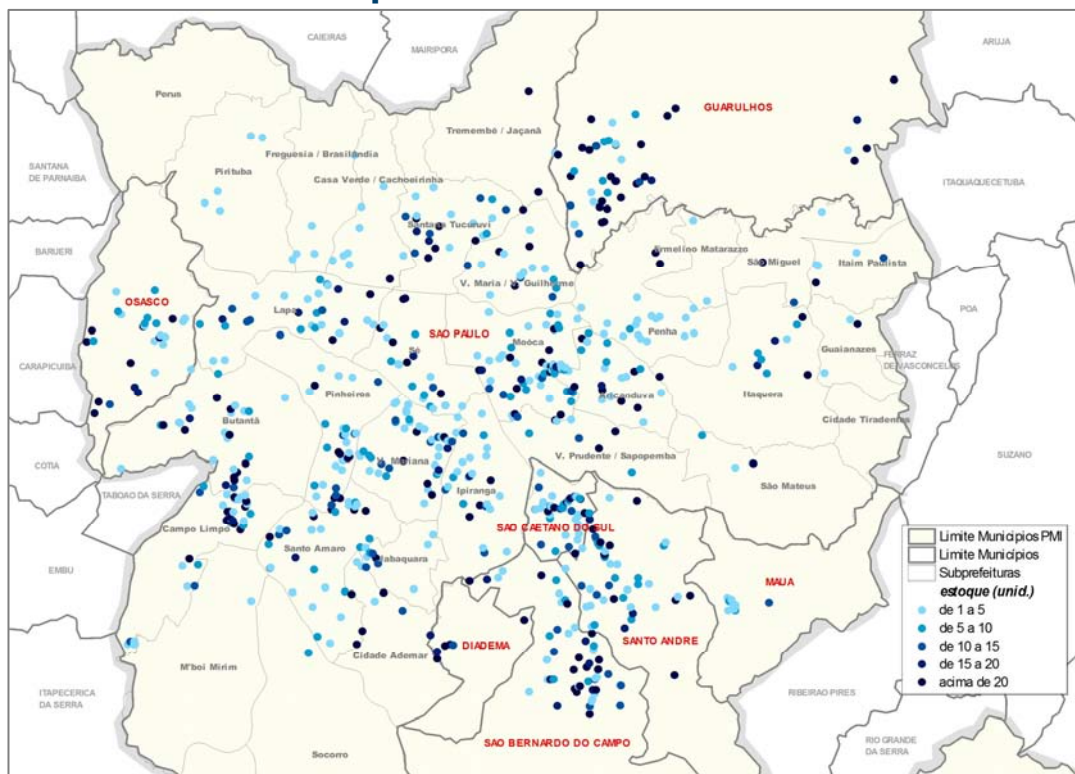 CAIEIRAS
MAIRIPORA
ARUJA
Perus
GUARULHOS
Tremembé / Jaçanã
Freguesia / Brasilândia
SANTANA
DE PARNAIBA
Pirituba
Casa Verde / Cachoeirinha
ITAQUAQUECETUBA
Santana Tucuruvi
BARUERI
Ermelino Matarazzo
São Miguel
Itaim Paulista
V. Maria / V. Guilherme
OSASCO
Lapa
SAO PAULO
Penha
POA
Moóca
Sé
Guaianazes
CARAPICUIBA
FERRAZ
DE VASCONCELOS
Pinheiros
Aricanduva
Itaquera
Butantã
Cidade Tiradentes
COTIA
V. Mariana
V. Prudente / Sapopemba
SUZANO
TABOAO DA SERRA
Ipiranga
São Mateus
Campo Limpo
SAO CAETANO DO SUL
Santo Amaro
Jabaquara
EMBU
MAUA
DIADEMA
SANTO ANDRE
Cidade Ademar
M'boi Mirim
ITAPECERICA
DA SERRA
RIBEIRAO PIRES
SAO BERNARDO DO CAMPO
RIO GRANDE
DA SERRA
Socorro
Limite Municípios PMI
Limite Municípios
Subprefeituras
estoque (unid.)
de 1 a 5
de 5 a 10
de 10 a 15
de 15 a 20
acima de 20